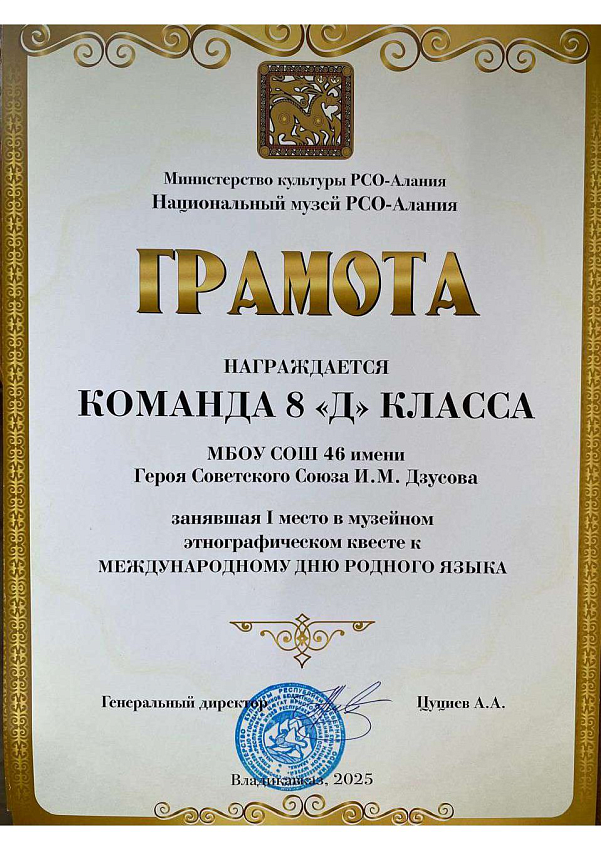 Министерство культуры РСО-Алания
Национальный музей РСО-Алания
ГРАМОТА
НАГРАЖДАЕТСЯ
КОМАНДА 8 «Д» КЛАССА
МБОУ СОШ 46 имени
Героя Советского Союза И.М. Дзусова
занявшая I место в музейном
этнографическом квесте к
МЕЖДУНАРОДНОМУ ДНЮ РОДНОГО ЯЗЫКА
Генеральный директор Цуциев А.А.
Владикавказ, 2025